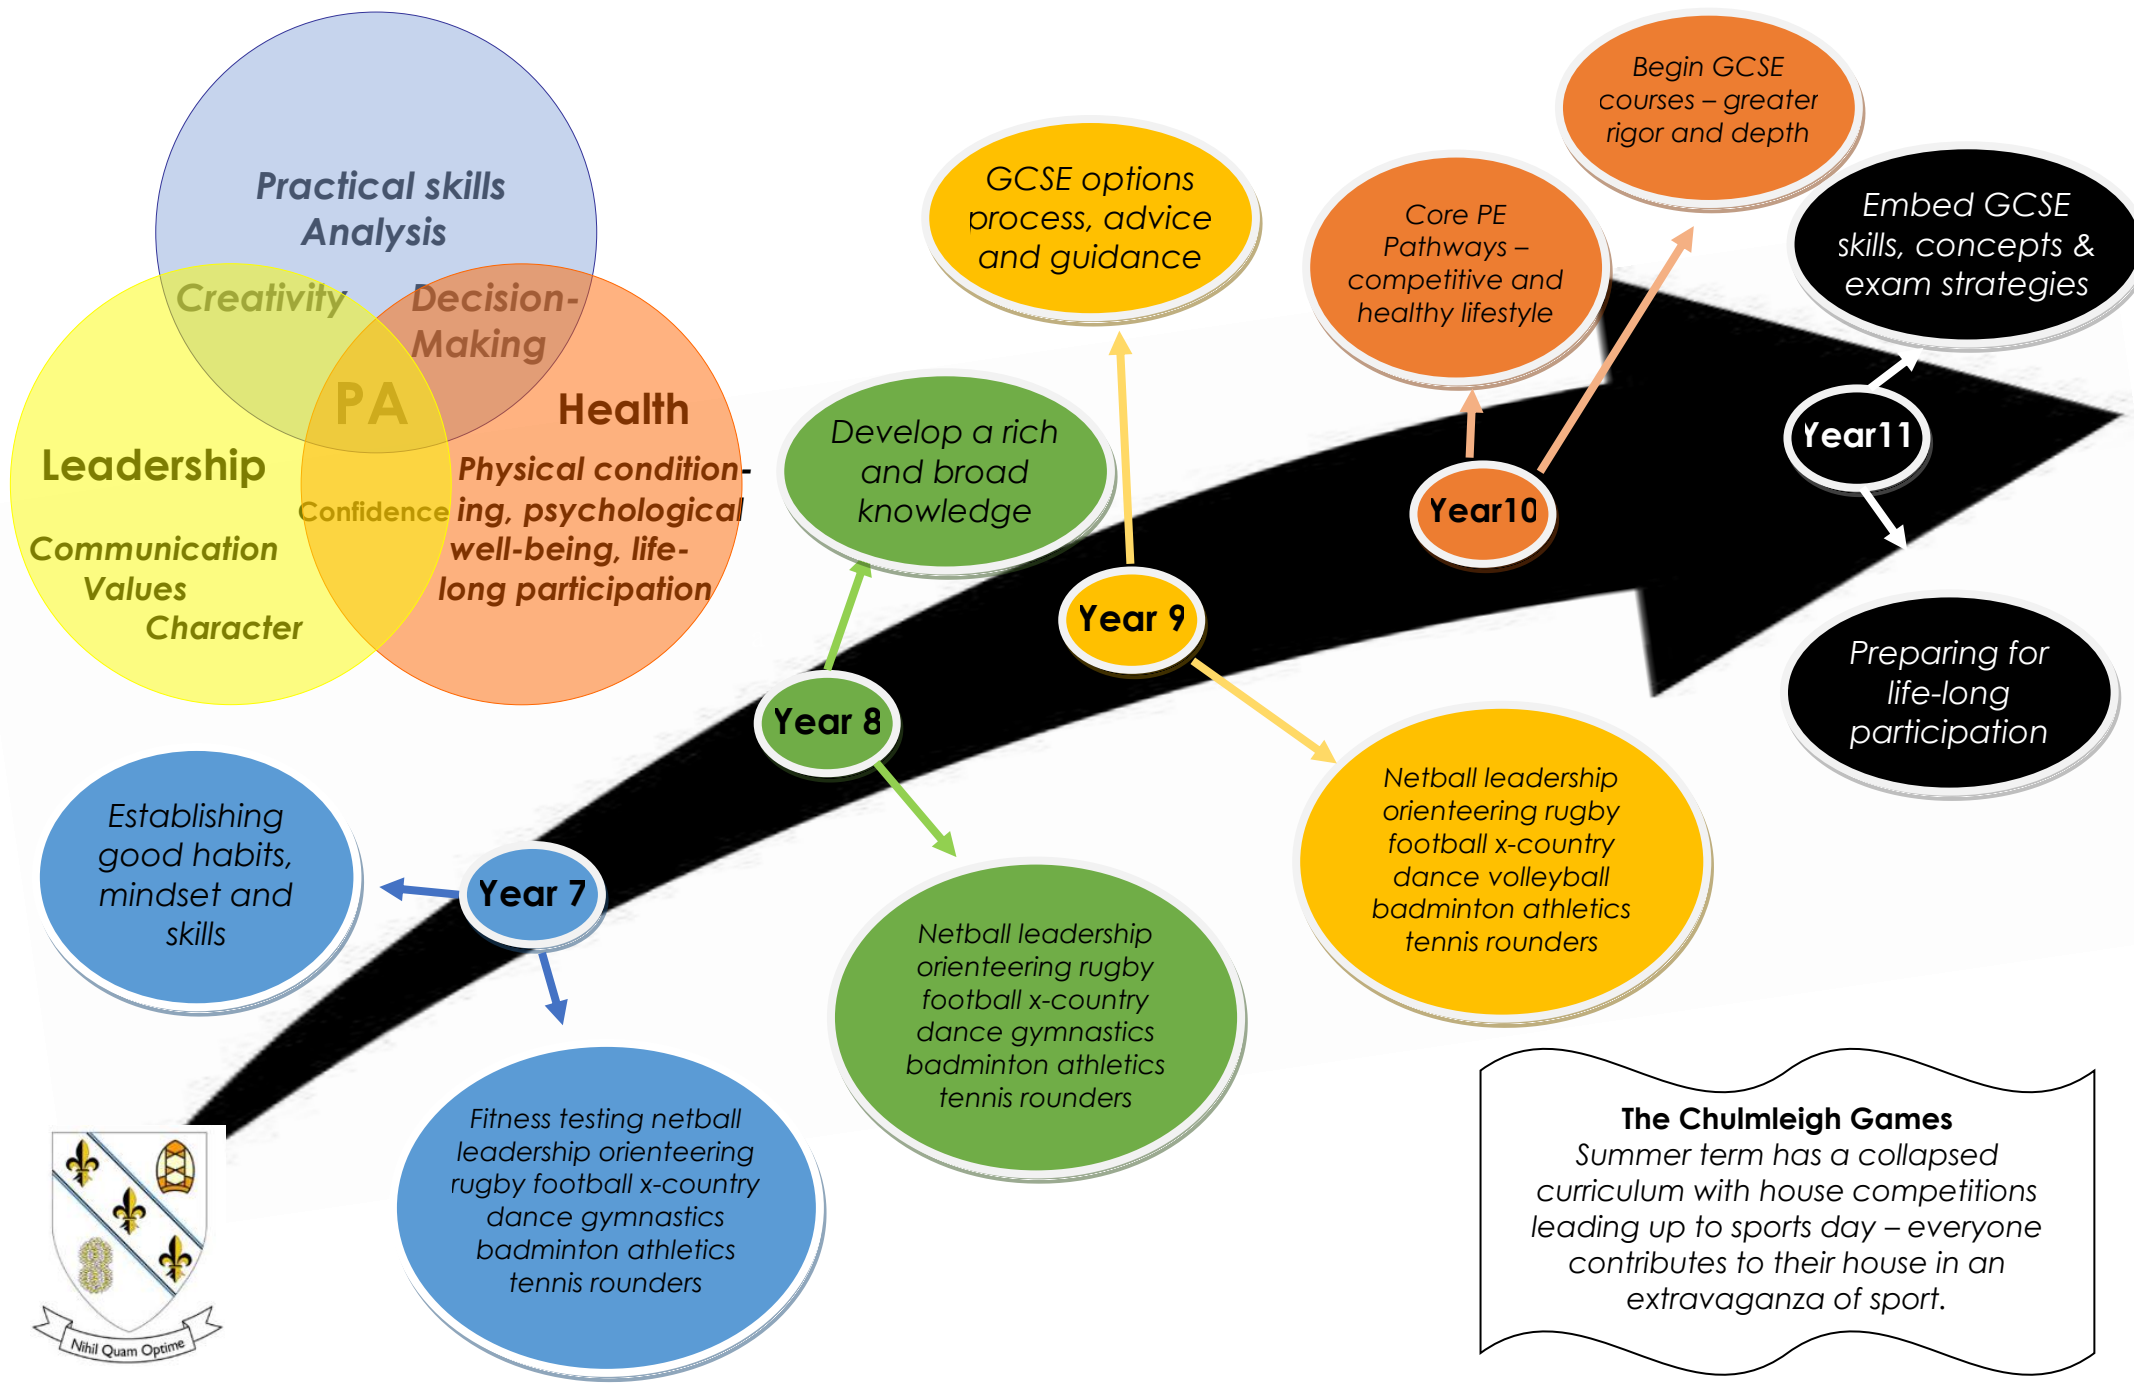 Practical skills
Analysis
Creativity
Decision-
Making
PA
Health
Leadership
Physical condition-
ing, psychological
well-being, life-
long participation
Confidence
Communication
Values
Character
Establishing
good habits,
mindset and
skills
Year 7
Fitness testing netball
leadership orienteering
rugby football x-country
dance gymnastics
badminton athletics
tennis rounders
Develop a rich
and broad
knowledge
Year 8
Netball leadership
orienteering rugby
football x-country
dance gymnastics
badminton athletics
tennis rounders
GCSE options
process, advice
and guidance
Year 9
Netball leadership
orienteering rugby
football x-country
dance volleyball
badminton athletics
tennis rounders
Core PE
Pathways –
competitive and
healthy lifestyle
Begin GCSE
courses – greater
rigor and depth
Year10
Embed GCSE
skills, concepts &
exam strategies
Year11
Preparing for
life-long
participation
The Chulmleigh Games
Summer term has a collapsed
curriculum with house competitions
leading up to sports day – everyone
contributes to their house in an
extravaganza of sport.
Nihil Quam Optime